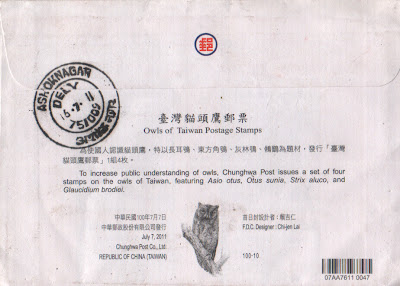 郵
ASHOKNAGAR
DELY
751009
臺灣貓頭鷹郵票
Owls of Taiwan Postage Stamps
為使國人認識貓頭鷹，特以長耳鴞、東方角鴞、灰林鴞、鵂鶹為題材，發行「臺灣
貓頭鷹郵票」1組4枚。
To increase public understanding of owls, Chunghwa Post issues a set of four
stamps on the owls of Taiwan, featuring Asio otus, Otus sunia, Strix aluco, and
Glaucidium brodiei.
中華民國100年7月7日
中華郵政股份有限公司發行
July 7, 2011
Chunghwa Post Co., Ltd.
REPUBLIC OF CHINA (TAIWAN)
首日封設計者：賴吉仁
F.D.C. Designer : Chi-jen Lai
100-10
07AA7611 0047